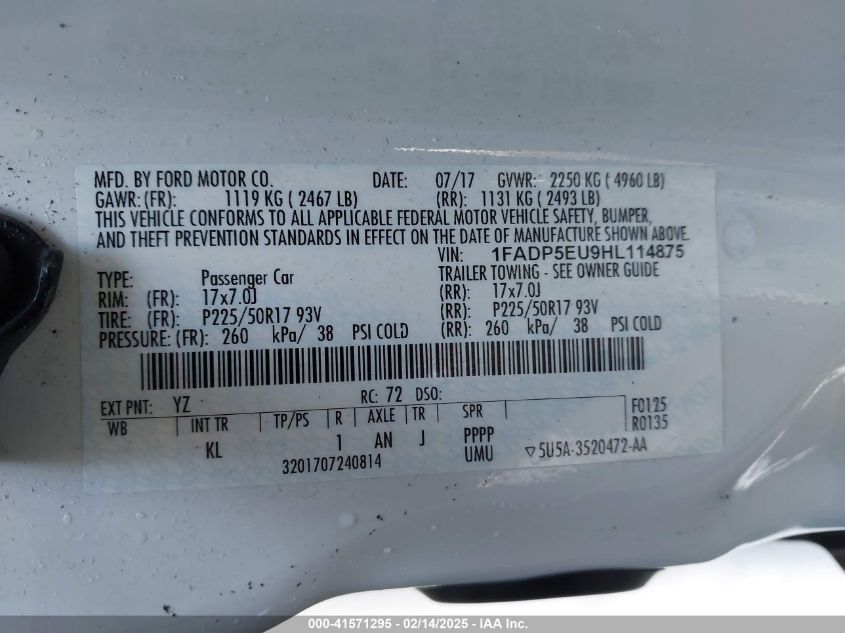 MFD. BY FORD MOTOR CO. DATE: 07/17 GVWR: 2250 KG ( 4960 LB)
GAWR: (FR): 1119 KG ( 2467 LB) (RR): 1131 KG ( 2493 LB)
THIS VEHICLE CONFORMS TO ALL APPLICABLE FEDERAL MOTOR VEHICLE SAFETY, BUMPER,
AND THEFT PREVENTION STANDARDS IN EFFECT ON THE DATE OF MANUFACTURE SHOWN ABOVE.
VIN: 1FADP5EU9HL114875
TYPE: Passenger Car TRAILER TOWING - SEE OWNER GUIDE
RIM: (FR): 17x7.0J (RR): 17x7.0J
TIRE: (FR): P225/50R17 93V (RR): P225/50R17 93V
PRESSURE: (FR): 260 kPa/ 38 PSI COLD (RR): 260 kPa/ 38 PSI COLD
EXT PNT: YZ RC: 72 DSO: F0125
WB INT TR TP/PS R AXLE TR SPR R0135
KL 1 AN J PPPP
3201707240814 UMU ▽5U5A-3520472-AA
000-41571295 - 02/14/2025 - IAA Inc.